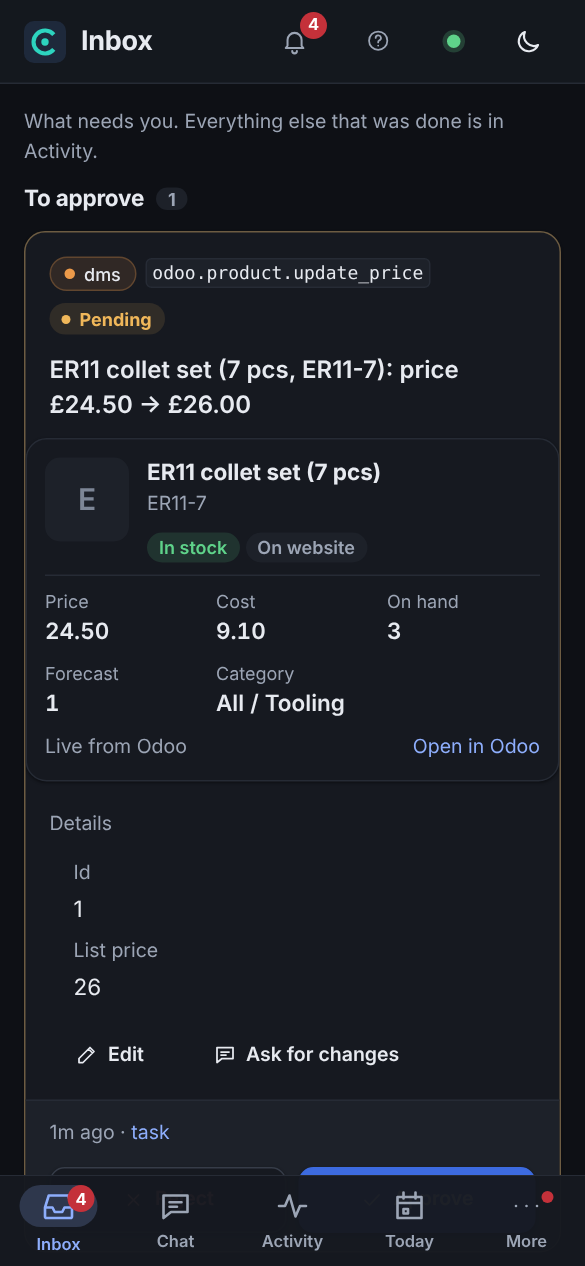 Inbox
4
What needs you. Everything else that was done is in
Activity.
To approve 1
dms odoo.product.update_price
Pending
ER11 collet set (7 pcs, ER11-7): price
£24.50 → £26.00
E
ER11 collet set (7 pcs)
ER11-7
In stock On website
Price Cost On hand
24.50 9.10 3
Forecast Category
1 All / Tooling
Live from Odoo Open in Odoo
Details
Id
1
List price
26
Edit Ask for changes
1m ago · task
4
Inbox Chat Activity Today More